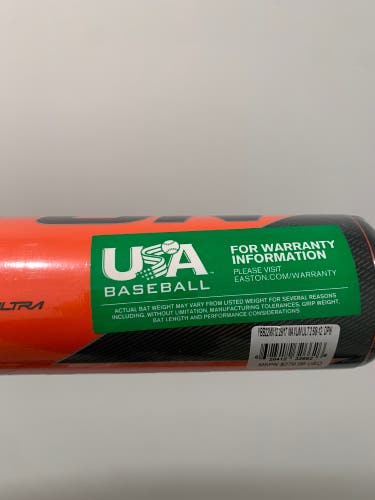 ULTRA
USA
BASEBALL
FOR WARRANTY
INFORMATION
PLEASE VISIT
EASTON.COM/WARRANTY
ACTUAL BAT WEIGHT MAY VARY FROM LISTED WEIGHT FOR SEVERAL REASONS
INCLUDING, WITHOUT LIMITATION, MANUFACTURING TOLERANCES, GRIP WEIGHT,
BAT LENGTH AND PERFORMANCE CONSIDERATIONS